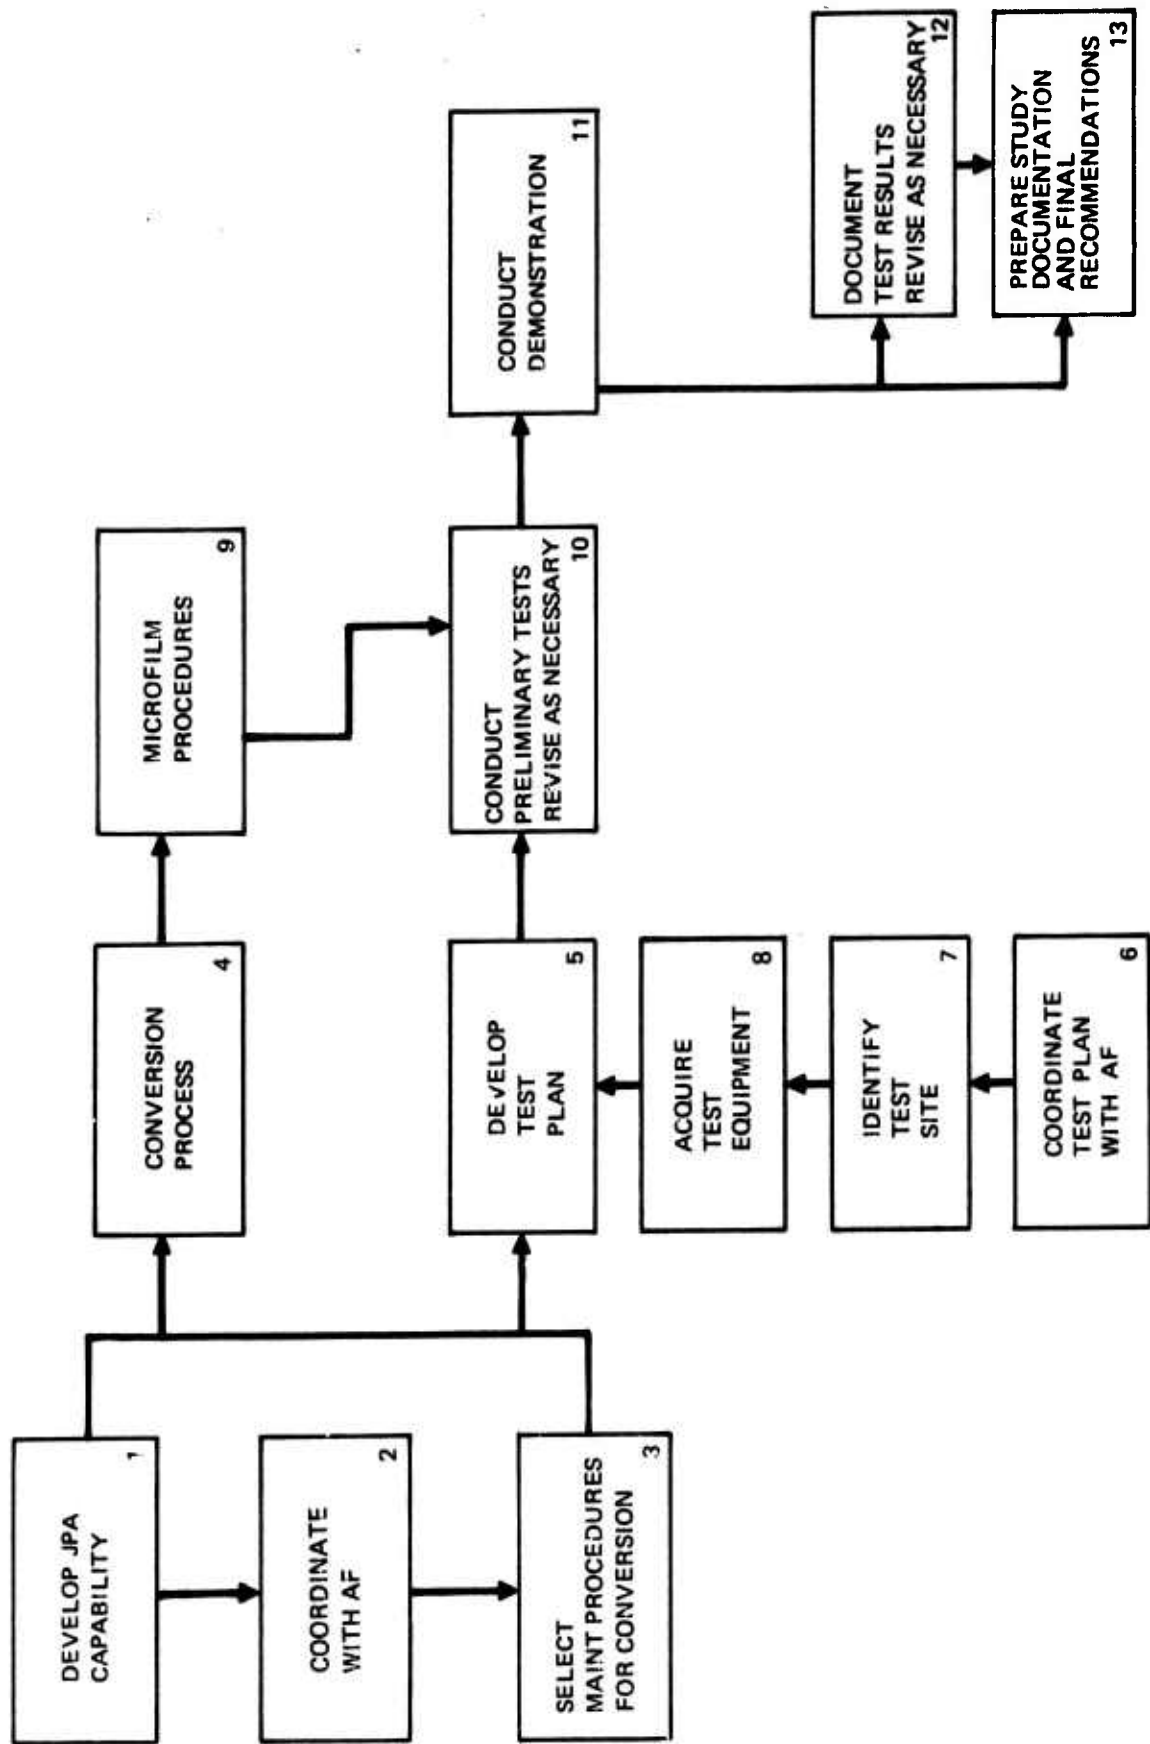 DEVELOP JPA
CAPABILITY
1
COORDINATE
WITH AF
2
SELECT
MAINT PROCEDURES
FOR CONVERSION
3
CONVERSION
PROCESS
4
DEVELOP
TEST
PLAN
5
ACQUIRE
TEST
EQUIPMENT
8
IDENTIFY
TEST
SITE
7
COORDINATE
TEST PLAN
WITH AF
6
MICROFILM
PROCEDURES
9
CONDUCT
PRELIMINARY TESTS
REVISE AS NECESSARY
10
CONDUCT
DEMONSTRATION
11
DOCUMENT
TEST RESULTS
REVISE AS NECESSARY
12
PREPARE STUDY
DOCUMENTATION
AND FINAL
RECOMMENDATIONS
13